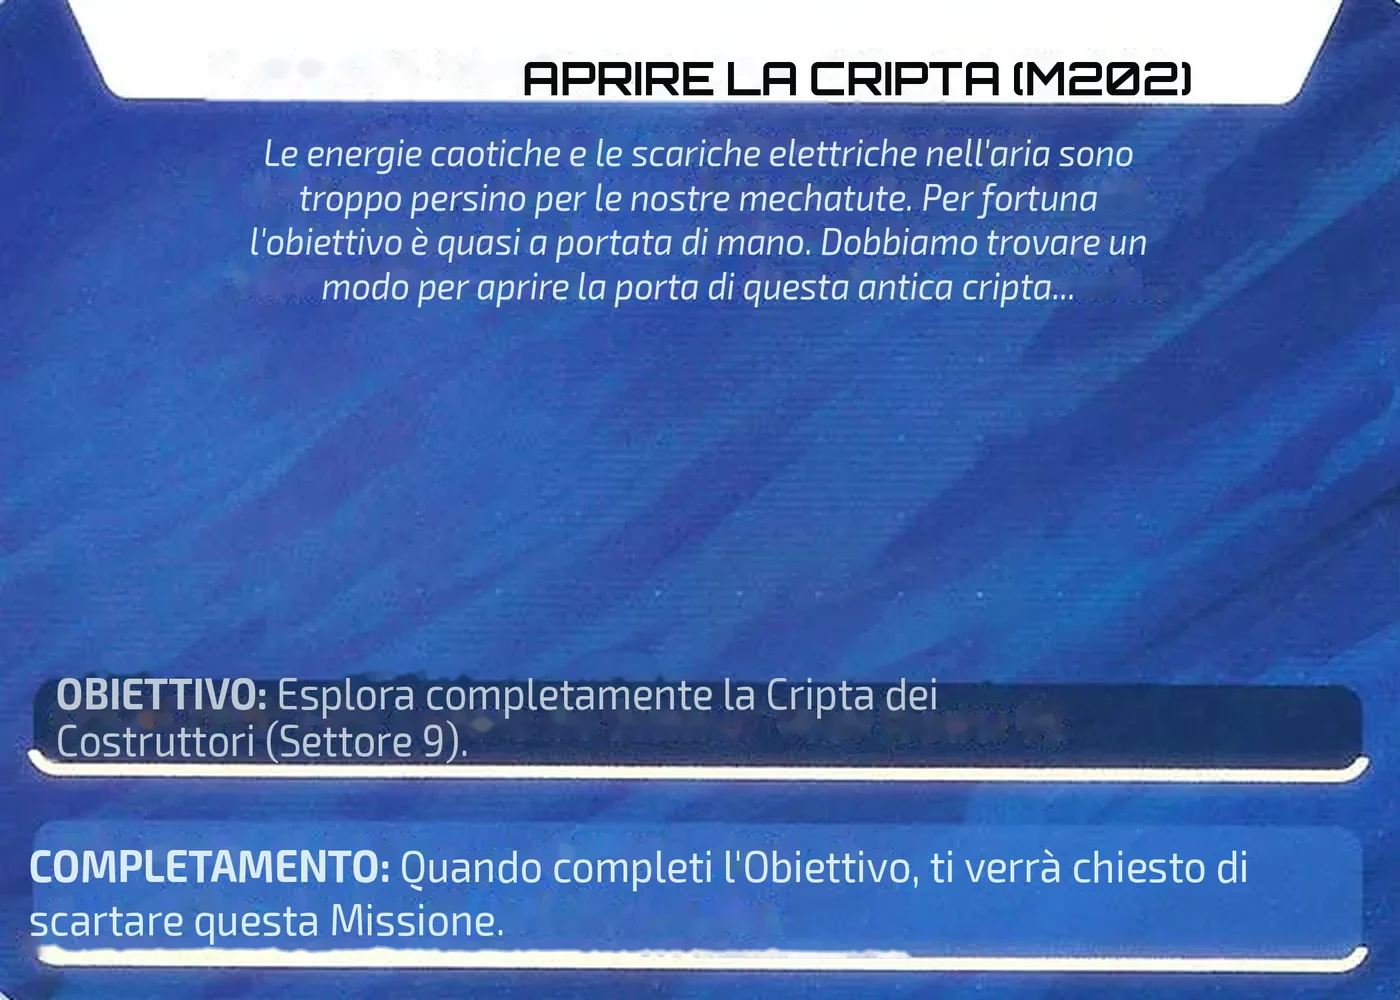 APRIRE LA CRIPTA (M202)
Le energie caotiche e le scariche elettriche nell'aria sono
troppo persino per le nostre mechatute. Per fortuna
l'obiettivo è quasi a portata di mano. Dobbiamo trovare un
modo per aprire la porta di questa antica cripta...
OBIETTIVO: Esplora completamente la Cripta dei
Costruttori (Settore 9).
COMPLETAMENTO: Quando completi l'Obiettivo, ti verrà chiesto di
scartare questa Missione.